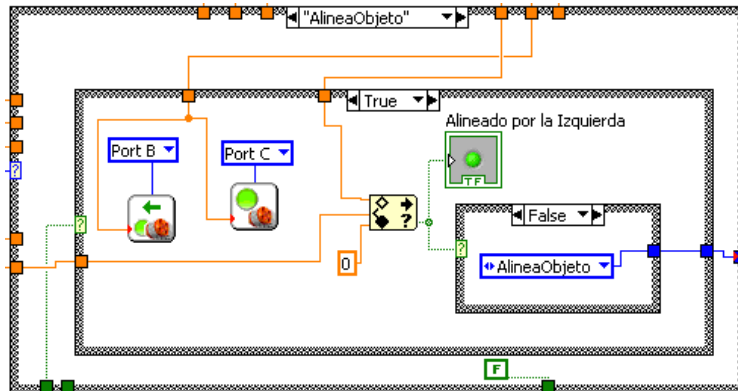 "AlineaObjeto"
True
Alineado por la Izquierda
Port B
Port C
TF
?
?
?
False
?
0
AlineaObjeto
F